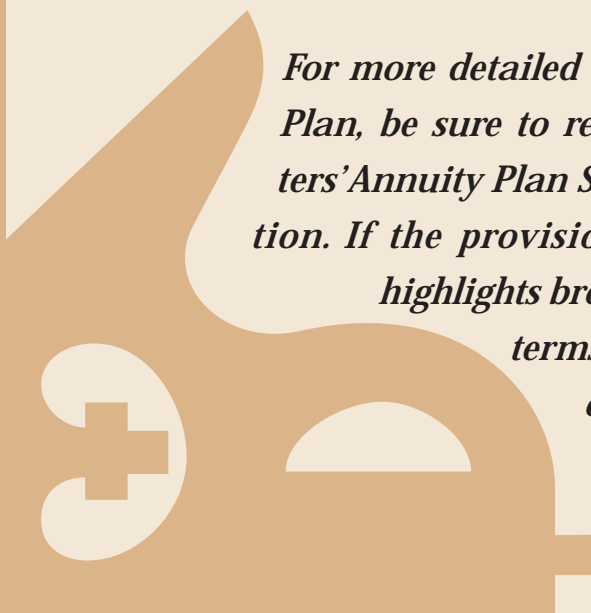 For more detailed
Plan, be sure to re
ters' Annuity Plan S
tion. If the provisio
highlights bro
terms